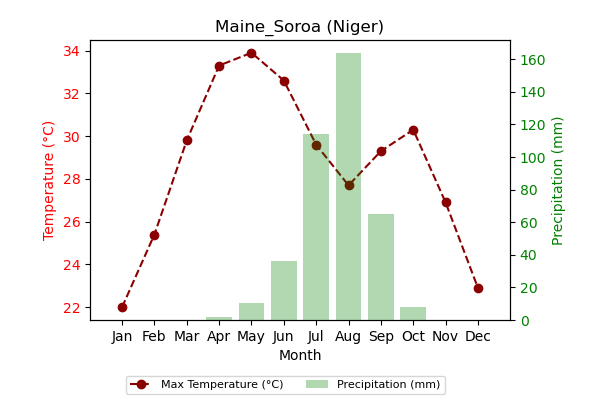 Maine_Soroa (Niger)
Temperature (°C)
34
32
30
28
26
24
22
160
140
120
100
80
60
40
20
0
Precipitation (mm)
Jan Feb Mar Apr May Jun Jul Aug Sep Oct Nov Dec
Month
Max Temperature (°C) Precipitation (mm)